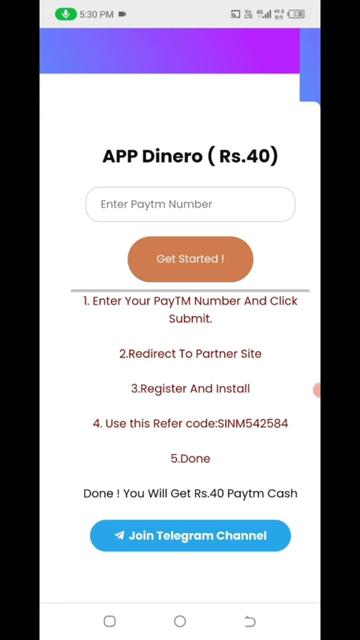 5:30 PM
APP Dinero ( Rs.40)
Enter Paytm Number
Get Started !
1. Enter Your PayTM Number And Click
Submit.
2.Redirect To Partner Site
3.Register And Install
4. Use this Refer code:SINM542584
5.Done
Done ! You Will Get Rs.40 Paytm Cash
Join Telegram Channel